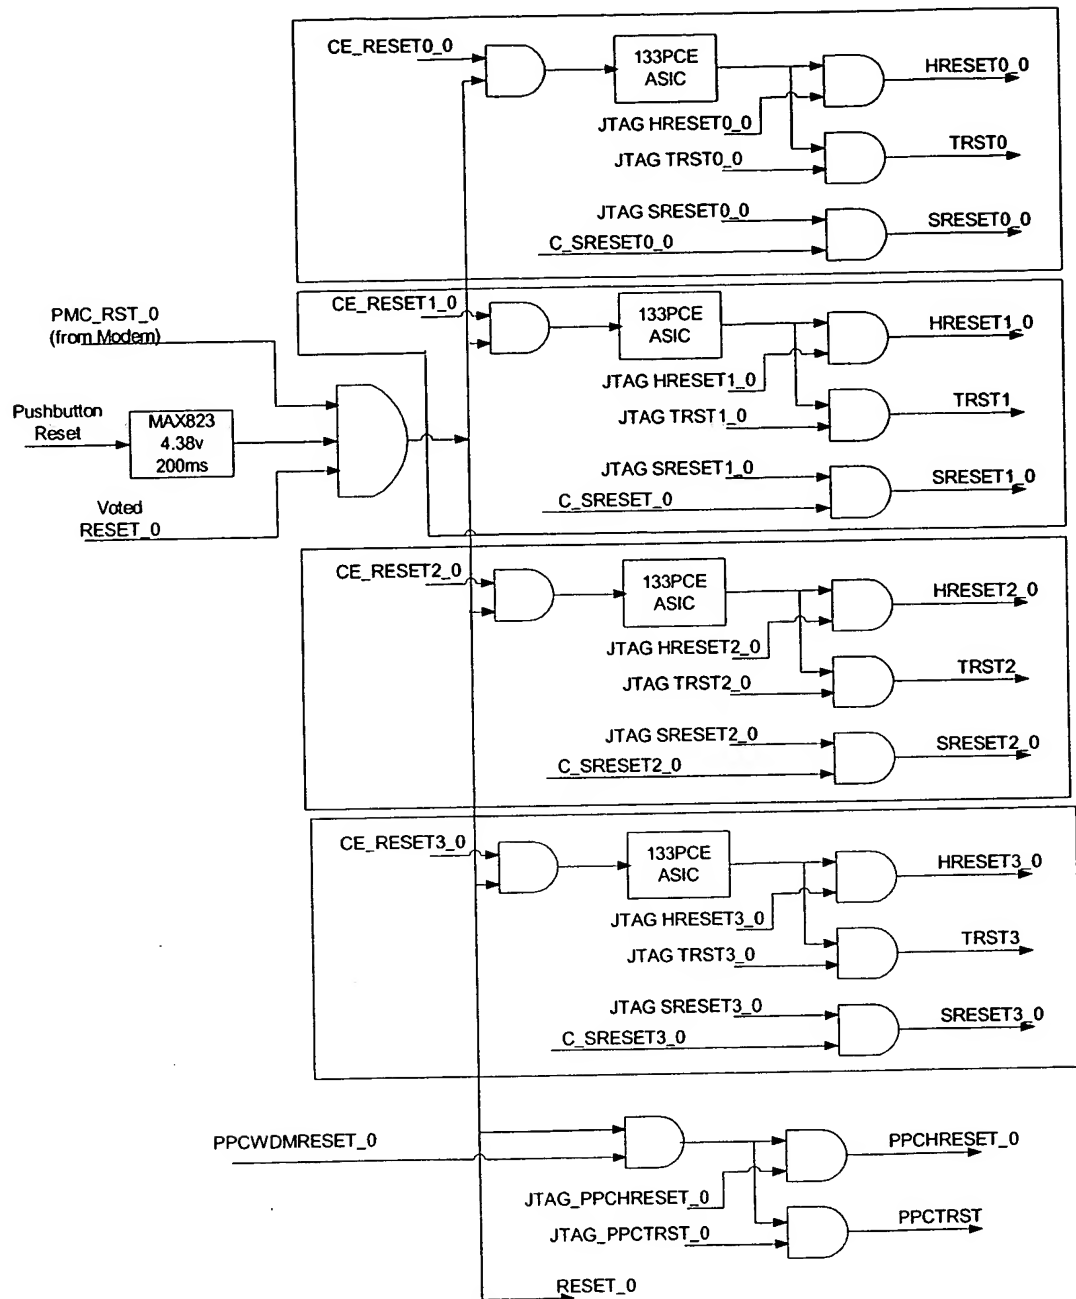 CE_RESET0_0
133PCE
ASIC
HRESET0_0
JTAG HRESET0_0
TRST0
JTAG TRST0_0
JTAG SRESET0_0
SRESET0_0
C_SRESET0_0
CE_RESET1_0
133PCE
ASIC
HRESET1_0
PMC_RST_0
(from Modem)
JTAG HRESET1_0
TRST1
JTAG TRST1_0
Pushbutton
Reset
MAX823
4.38v
200ms
JTAG SRESET1_0
SRESET1_0
C_SRESET_0
Voted
RESET_0
CE_RESET2_0
133PCE
ASIC
HRESET2_0
JTAG HRESET2_0
TRST2
JTAG TRST2_0
JTAG SRESET2_0
SRESET2_0
C_SRESET2_0
CE_RESET3_0
133PCE
ASIC
HRESET3_0
JTAG HRESET3_0
TRST3
JTAG TRST3_0
JTAG SRESET3_0
SRESET3_0
C_SRESET3_0
PPCWDMRESET_0
PPCHRESET_0
JTAG_PPCHRESET_0
PPCTRST
JTAG_PPCTRST_0
RESET_0